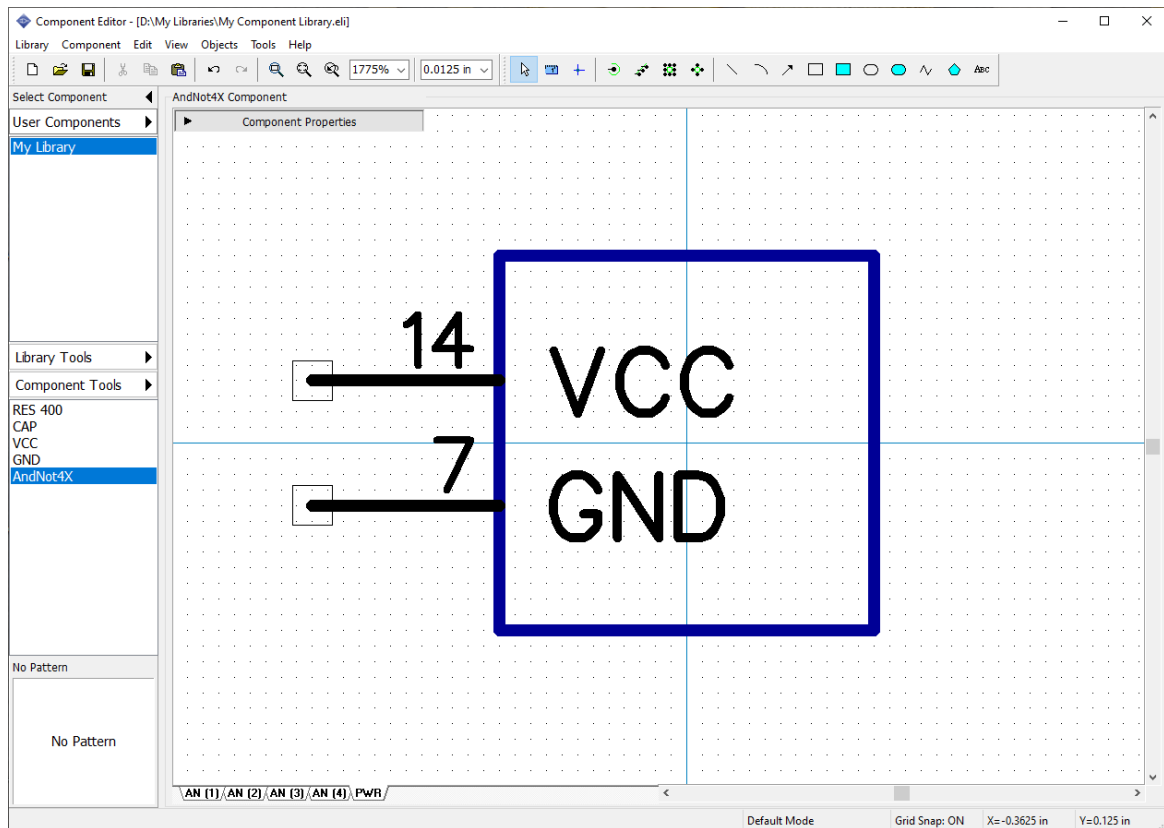 Component Editor - [D:\My Libraries\My Component Library.eli]
Library Component Edit View Objects Tools Help
1775% 0.0125 in ABC
Select Component
AndNot4X Component
User Components
Component Properties
My Library
14
VCC
Library Tools
Component Tools
RES 400
CAP
VCC
GND
AndNot4X
7
GND
No Pattern
No Pattern
AN (1) AN (2) AN (3) AN (4) PWR
Default Mode Grid Snap: ON X=-0.3625 in Y=0.125 in